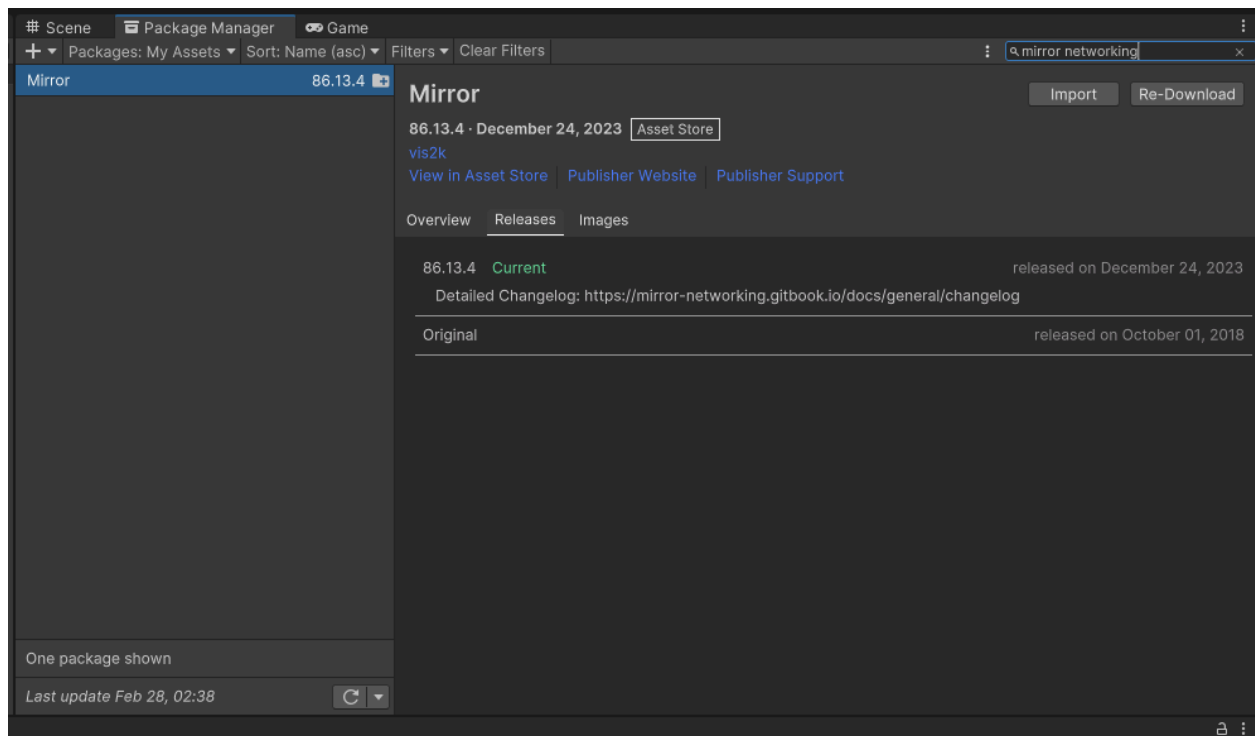 Scene Package Manager Game
Packages: My Assets Sort: Name (asc) Filters Clear Filters mirror networking
Mirror 86.13.4
One package shown
Last update Feb 28, 02:38
Mirror
Import Re-Download
86.13.4 · December 24, 2023 Asset Store
vis2k
View in Asset Store Publisher Website Publisher Support
Overview Releases Images
86.13.4 Current released on December 24, 2023
Detailed Changelog: https://mirror-networking.gitbook.io/docs/general/changelog
Original released on October 01, 2018